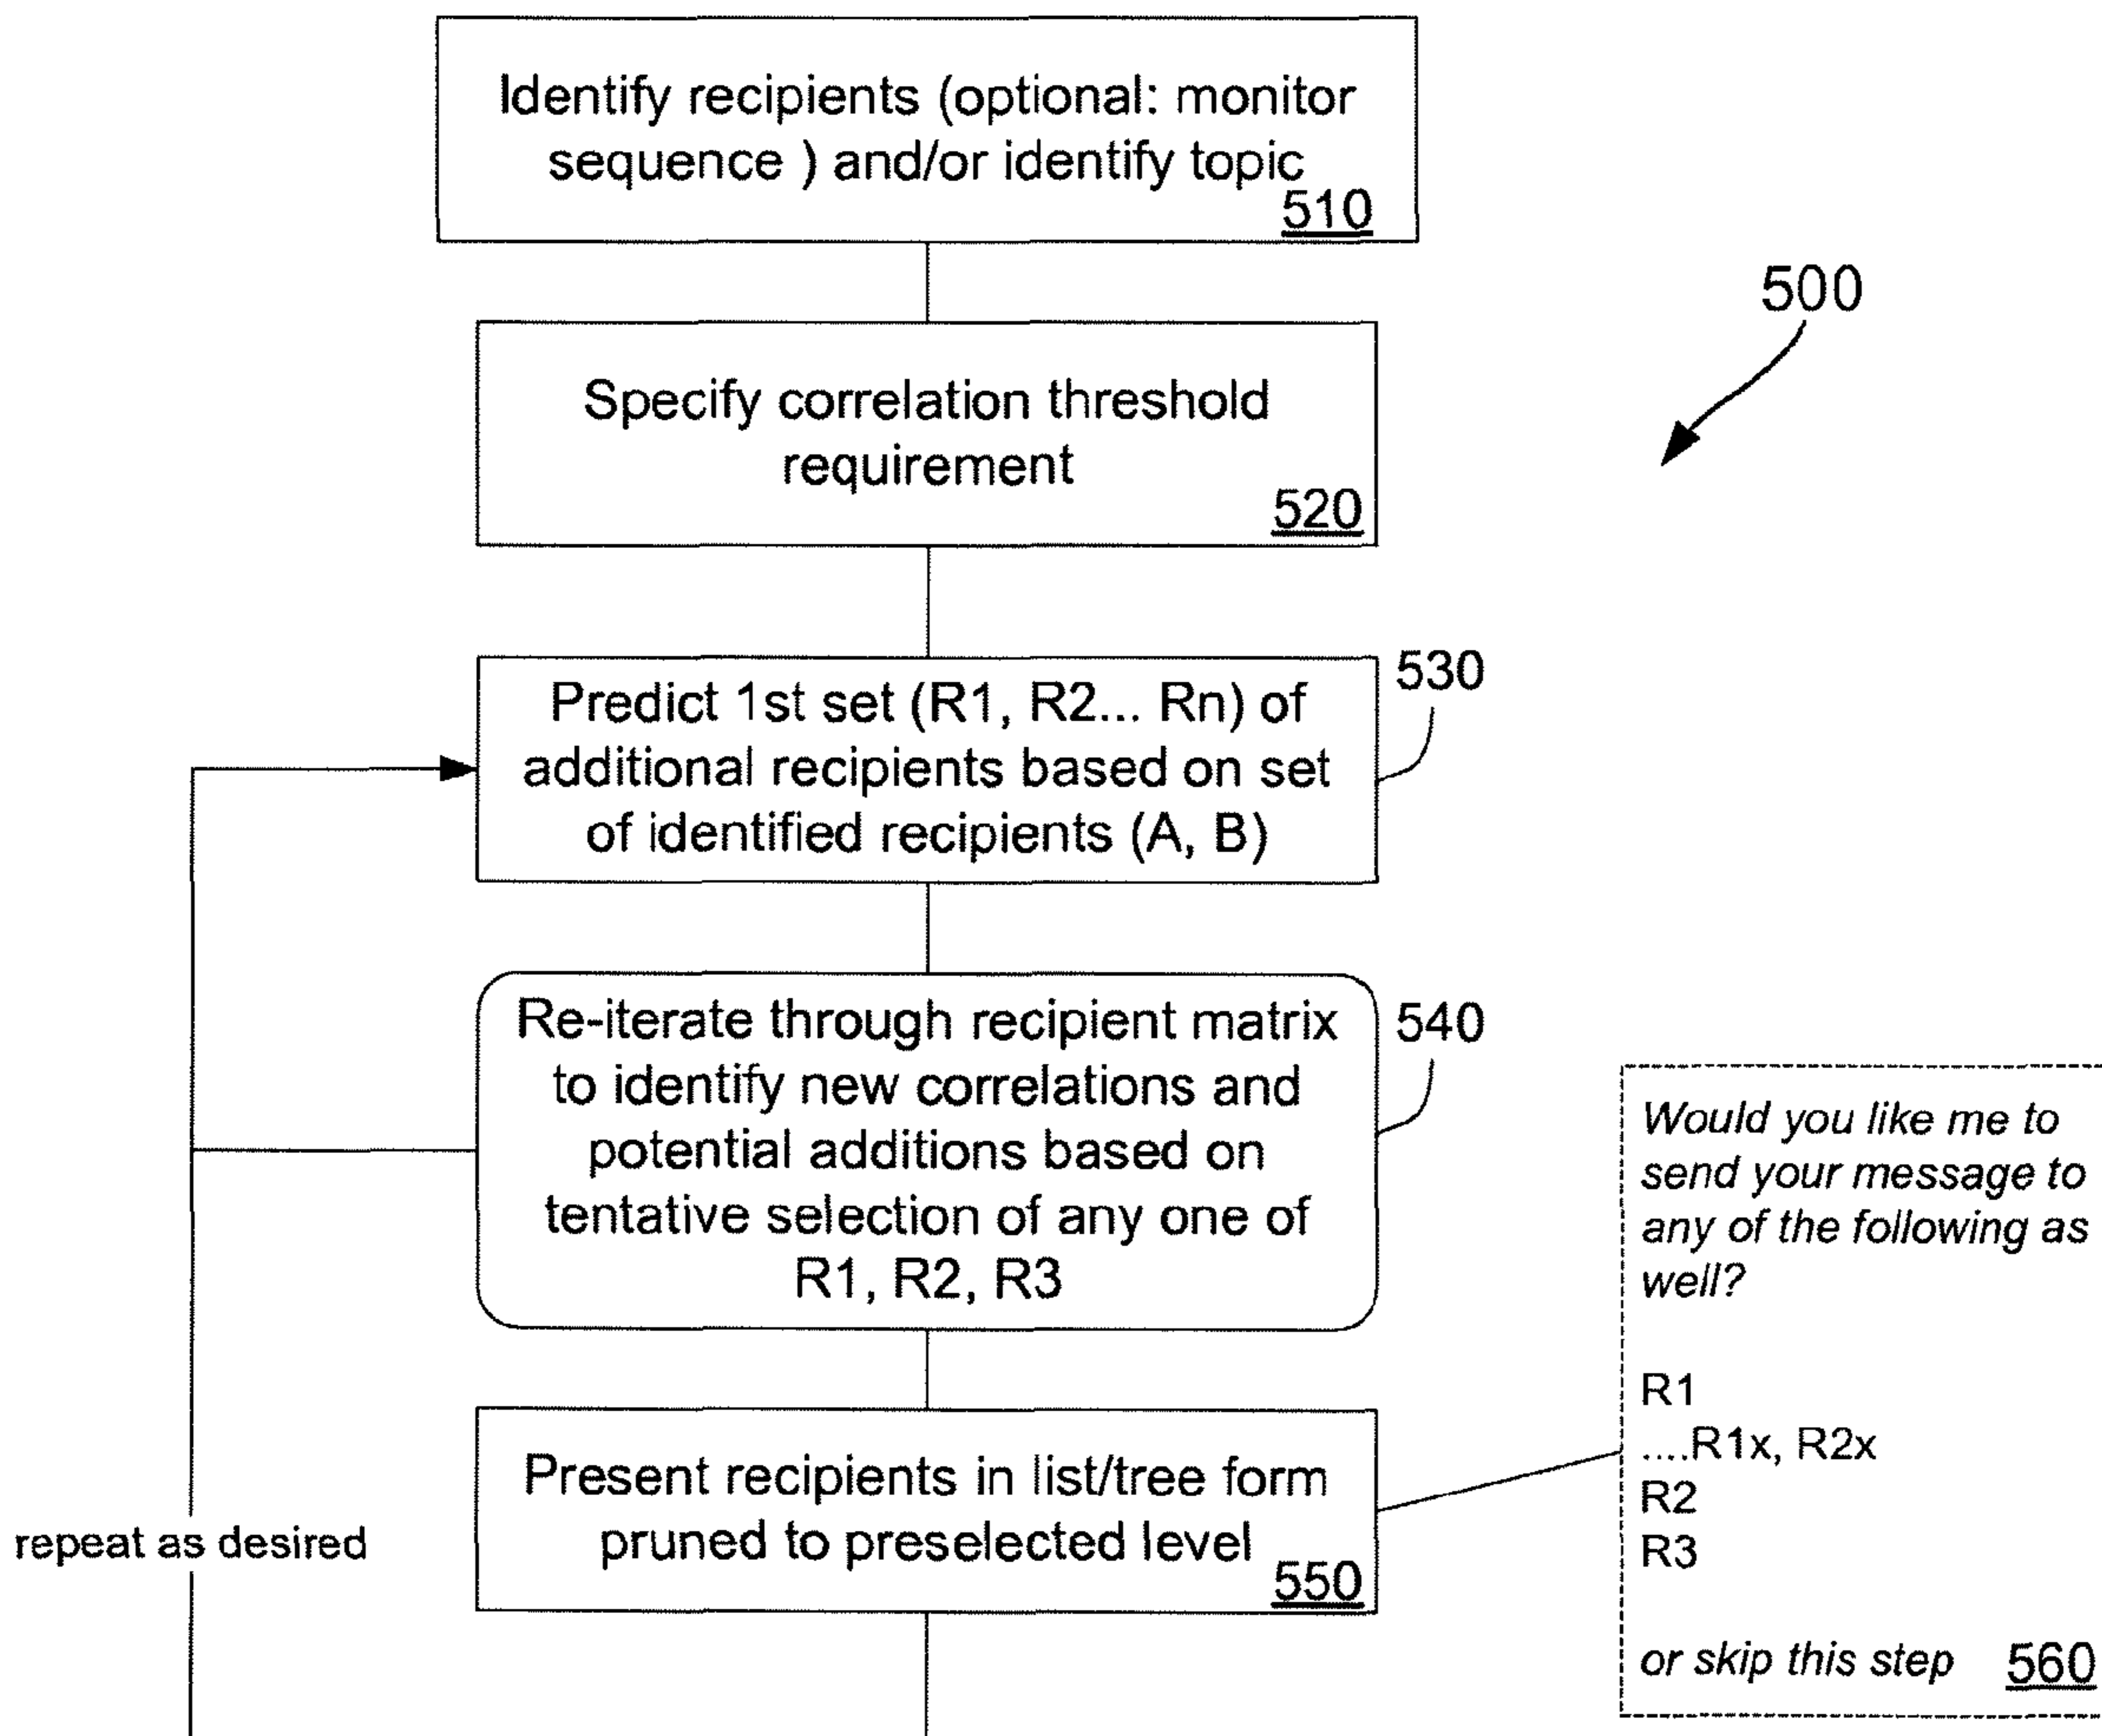 Identify recipients (optional: monitor
sequence ) and/or identify topic
510
500
Specify correlation threshold
requirement
520
530
Predict 1st set (R1, R2... Rn) of
additional recipients based on set
of identified recipients (A, B)
540
Re-iterate through recipient matrix
to identify new correlations and
potential additions based on
tentative selection of any one of
R1, R2, R3
Would you like me to
send your message to
any of the following as
well?
R1
....R1x, R2x
R2
R3
or skip this step 560
Present recipients in list/tree form
pruned to preselected level
550
repeat as desired